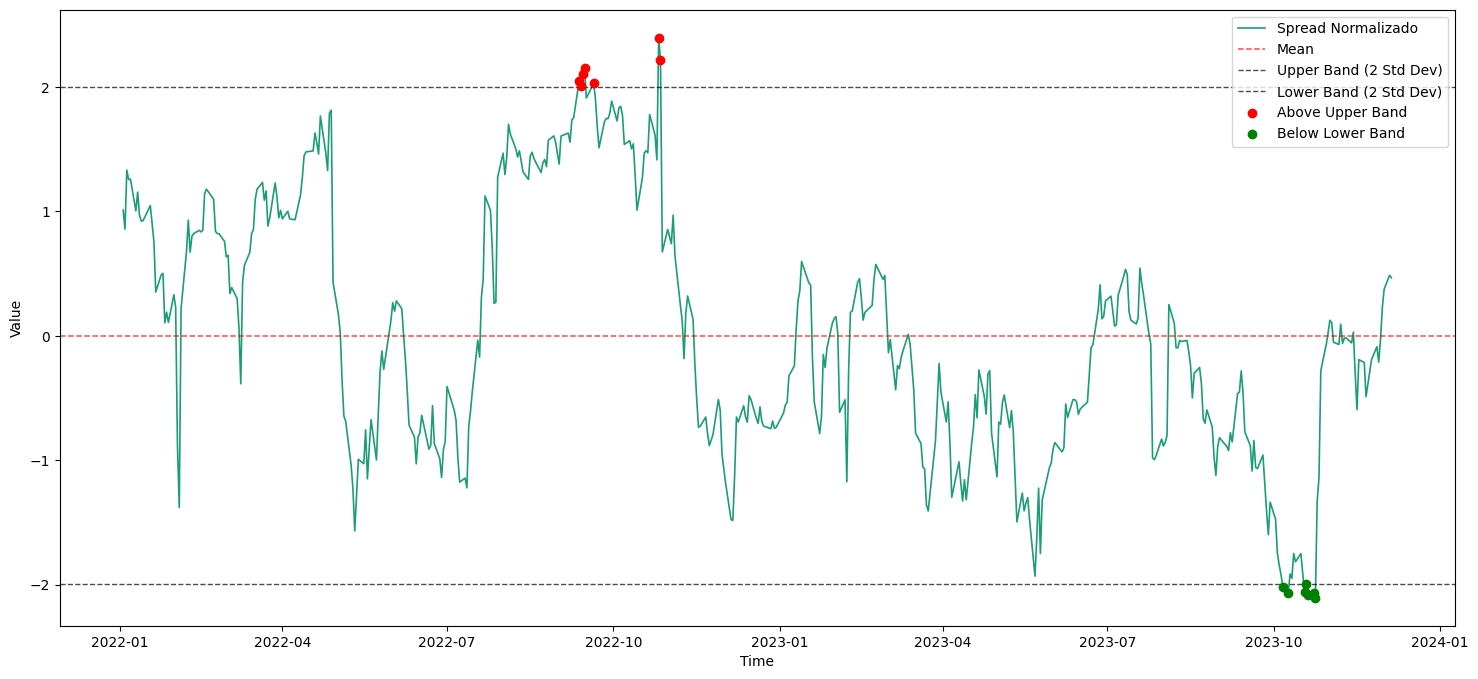 Spread Normalizado
Mean
Upper Band (2 Std Dev)
Lower Band (2 Std Dev)
Above Upper Band
Below Lower Band
Value
2
1
0
−1
−2
2022-01 2022-04 2022-07 2022-10 2023-01 2023-04 2023-07 2023-10 2024-01
Time